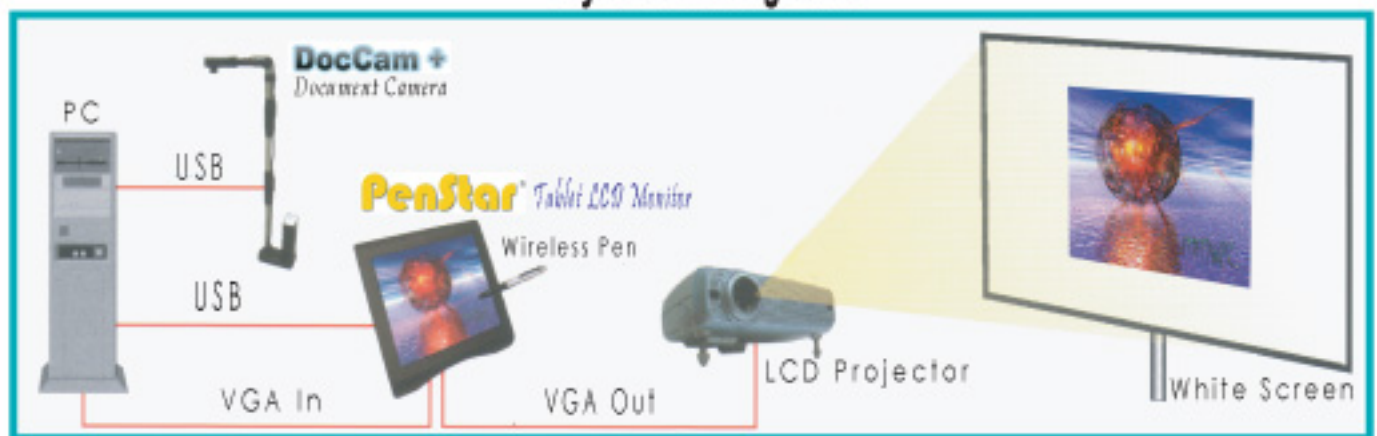 DocCam +
Document Camera
PC
USB
PenStar Tablet LCD Monitor
Wireless Pen
USB
LCD Projector
White Screen
VGA In
VGA Out